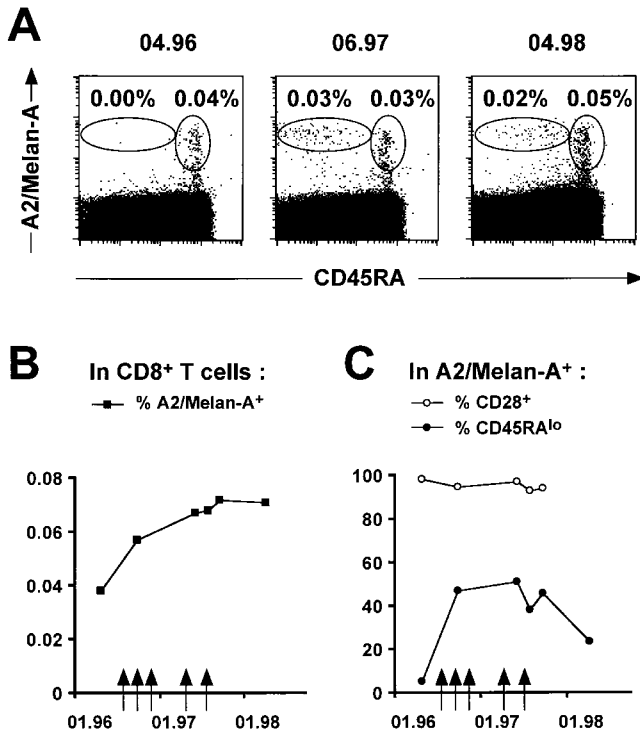 A
04.96 06.97 04.98
0.00% 0.04% 0.03% 0.03% 0.02% 0.05%
A2/Melan-A
CD45RA
B In CD8+ T cells :
% A2/Melan-A+
0.08
0.06
0.04
0.02
0
01.96 01.97 01.98
C In A2/Melan-A+ :
% CD28+
% CD45RAlo
100
80
60
40
20
0
01.96 01.97 01.98